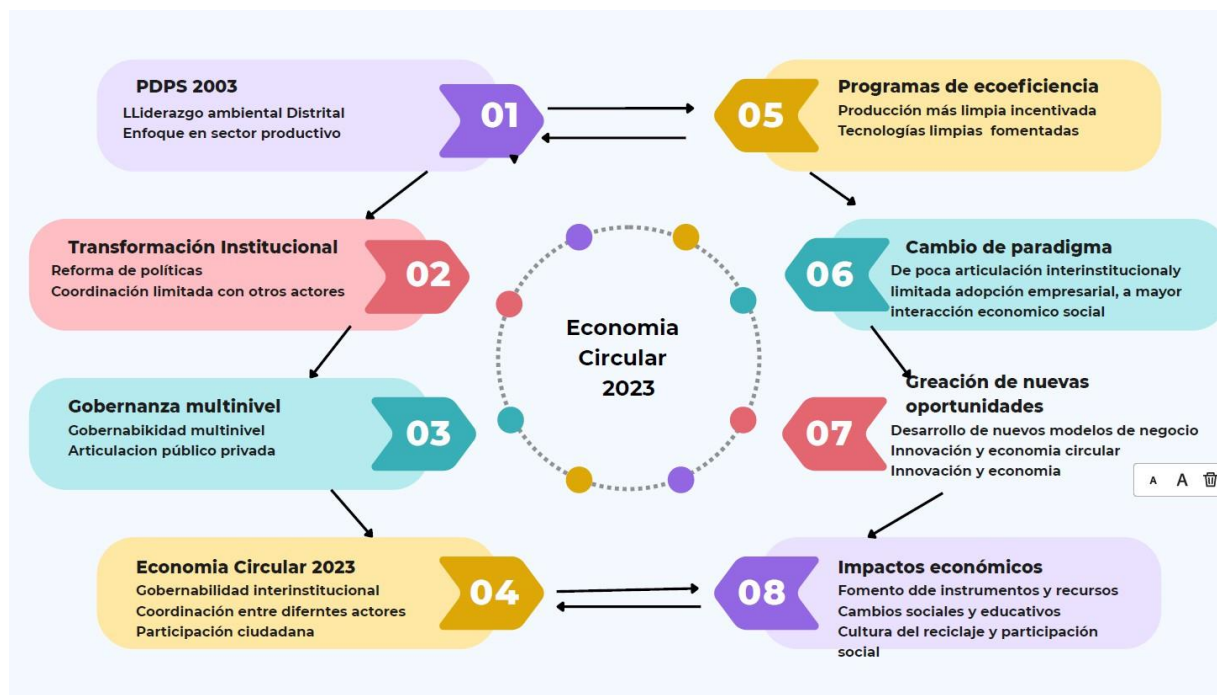 PDPS 2003
LLiderazgo ambiental Distrital
Enfoque en sector productivo
01
Transformación Institucional
Reforma de políticas
Coordinación limitada con otros actores
02
Gobernanza multinivel
Gobernabikidad multinivel
Articulacion público privada
03
Economia Circular 2023
Gobernabilidad interinstitucional
Coordinación entre diferntes actores
Participación ciudadana
04
Economia
Circular
2023
05
Programas de ecoeficiencia
Producción más limpia incentivada
Tecnologías limpias fomentadas
06
Cambio de paradigma
De poca articulación interinstitucionaly
limitada adopción empresarial, a mayor
interacción economico social
07
Greación de nuevas
oportunidades
Desarrollo de nuevos modelos de negocio
Innovación y economia circular
Innovación y economia
A A
08
Impactos económicos
Fomento dde instrumentos y recursos
Cambios sociales y educativos
Cultura del reciclaje y participación
social